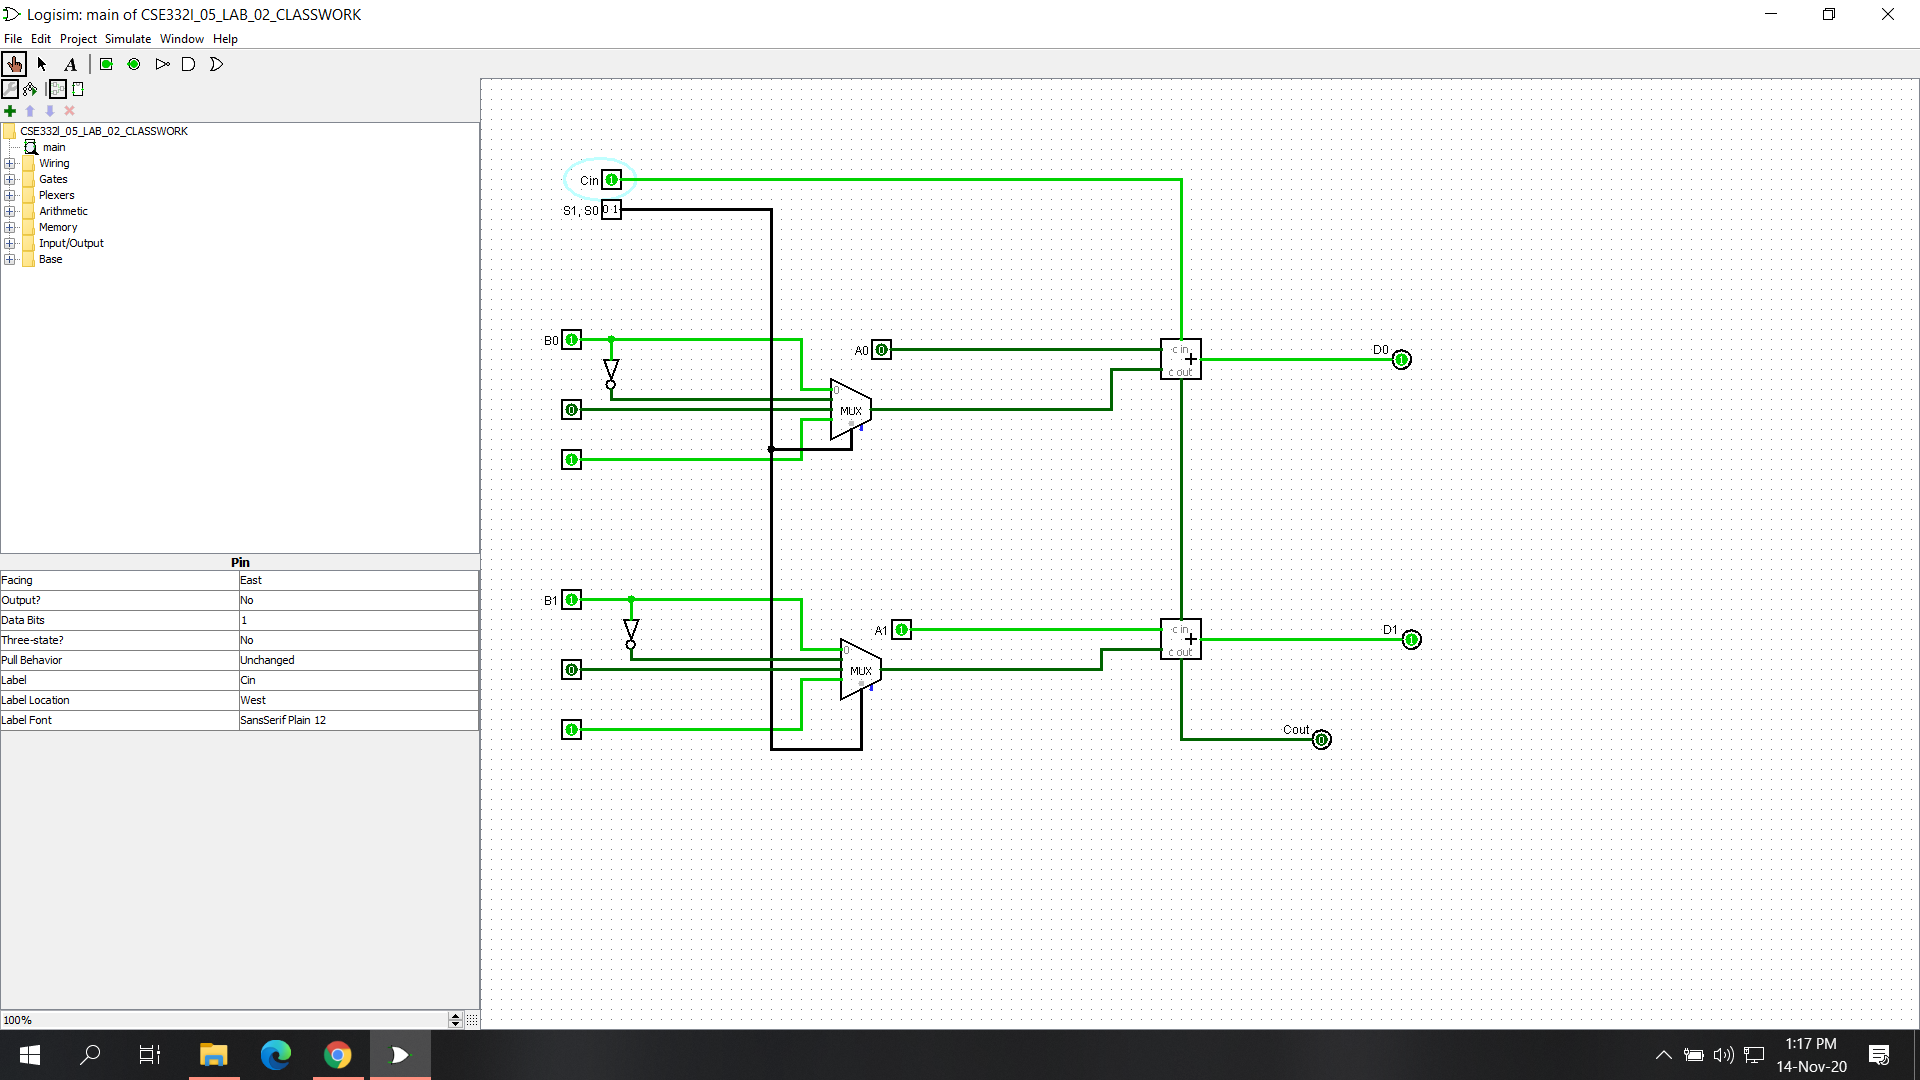 Logisim: main of CSE332l_05_LAB_02_CLASSWORK
File Edit Project Simulate Window Help
A
CSE332l_05_LAB_02_CLASSWORK
main
Wiring
Gates
Plexers
Arithmetic
Memory
Input/Output
Base
Pin
Facing East
Output? No
Data Bits 1
Three-state? No
Pull Behavior Unchanged
Label Cin
Label Location West
Label Font SansSerif Plain 12
100%
Cin 1
S1, S0 0 1
B0 1
A0 0
c in
+
c out
D0 1
0
MUX
0
1
B1 1
A1 1
c in
+
c out
D1 1
0
MUX
0
1
Cout 0
1:17 PM
14-Nov-20